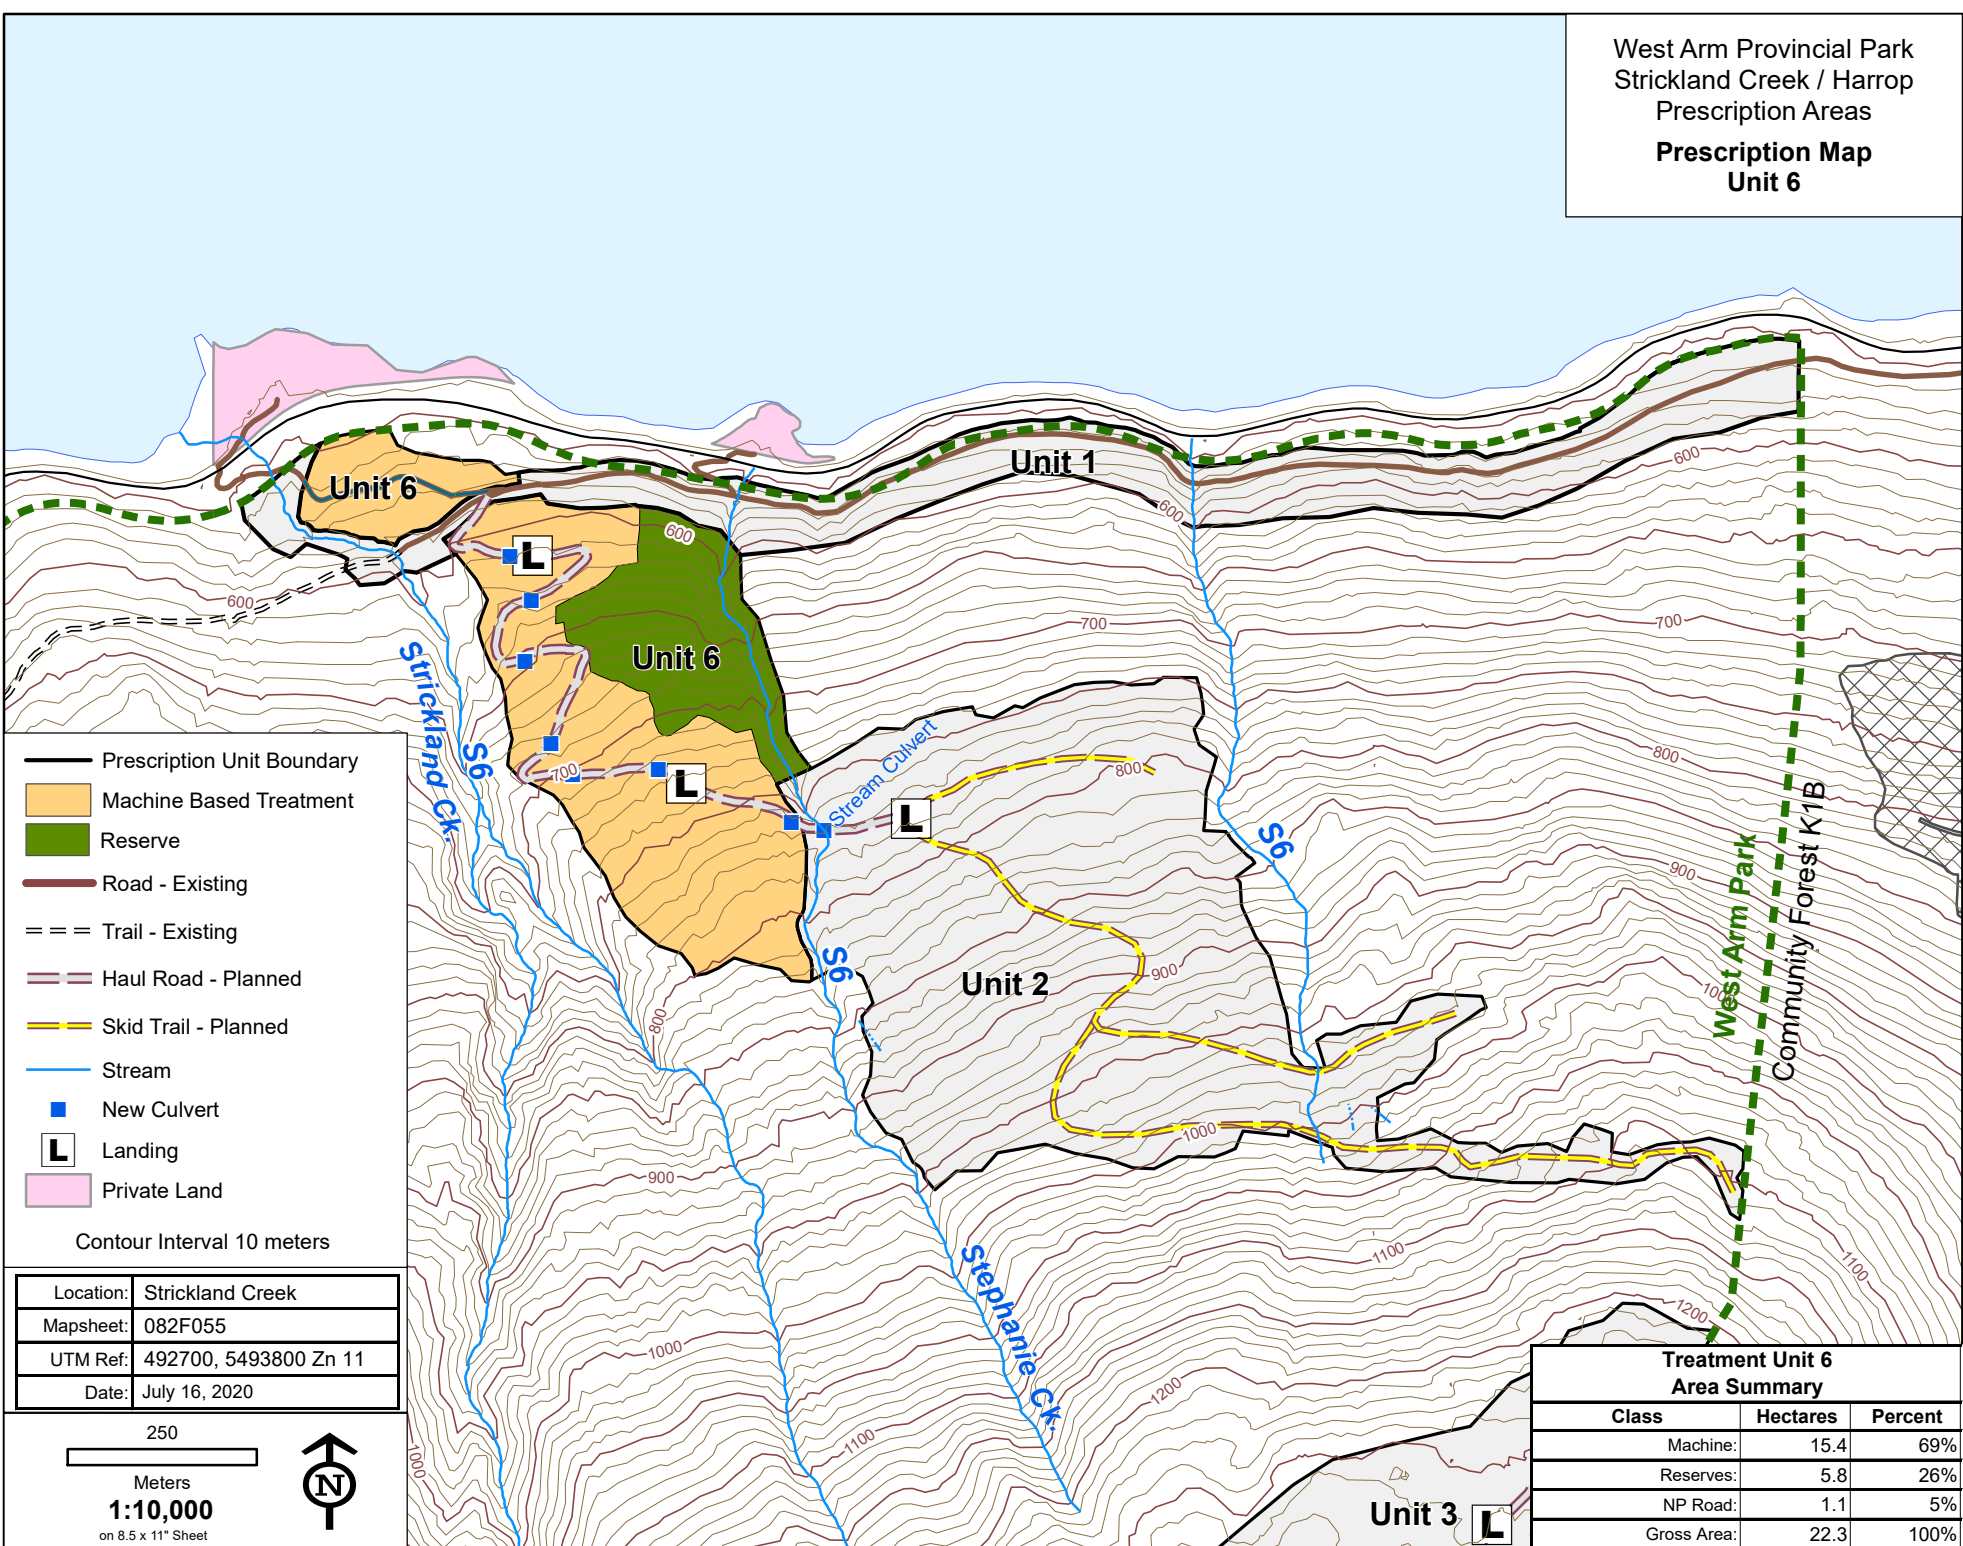 West Arm Provincial Park
Strickland Creek / Harrop
Prescription Areas
Prescription Map
Unit 6
Unit 1
600
Unit 6
600
600
600
700
700
Unit 6
Strickland Ck.
S6
Stream Culvert
800
800
700
L
L
L
S6
900
West Arm Park
Community Forest K1B
S6
Unit 2
900
1000
800
1000
900
1100
1100
1200
Stephanie Ck.
1000
1200
1100
1000
Unit 3
L
Prescription Unit Boundary
Machine Based Treatment
Reserve
Road - Existing
Trail - Existing
Haul Road - Planned
Skid Trail - Planned
Stream
New Culvert
L Landing
Private Land
Contour Interval 10 meters
Location: Strickland Creek
Mapsheet: 082F055
UTM Ref: 492700, 5493800 Zn 11
Date: July 16, 2020
250
Meters
1:10,000
on 8.5 x 11" Sheet
N
Treatment Unit 6
Area Summary
Class Hectares Percent
Machine: 15.4 69%
Reserves: 5.8 26%
NP Road: 1.1 5%
Gross Area: 22.3 100%